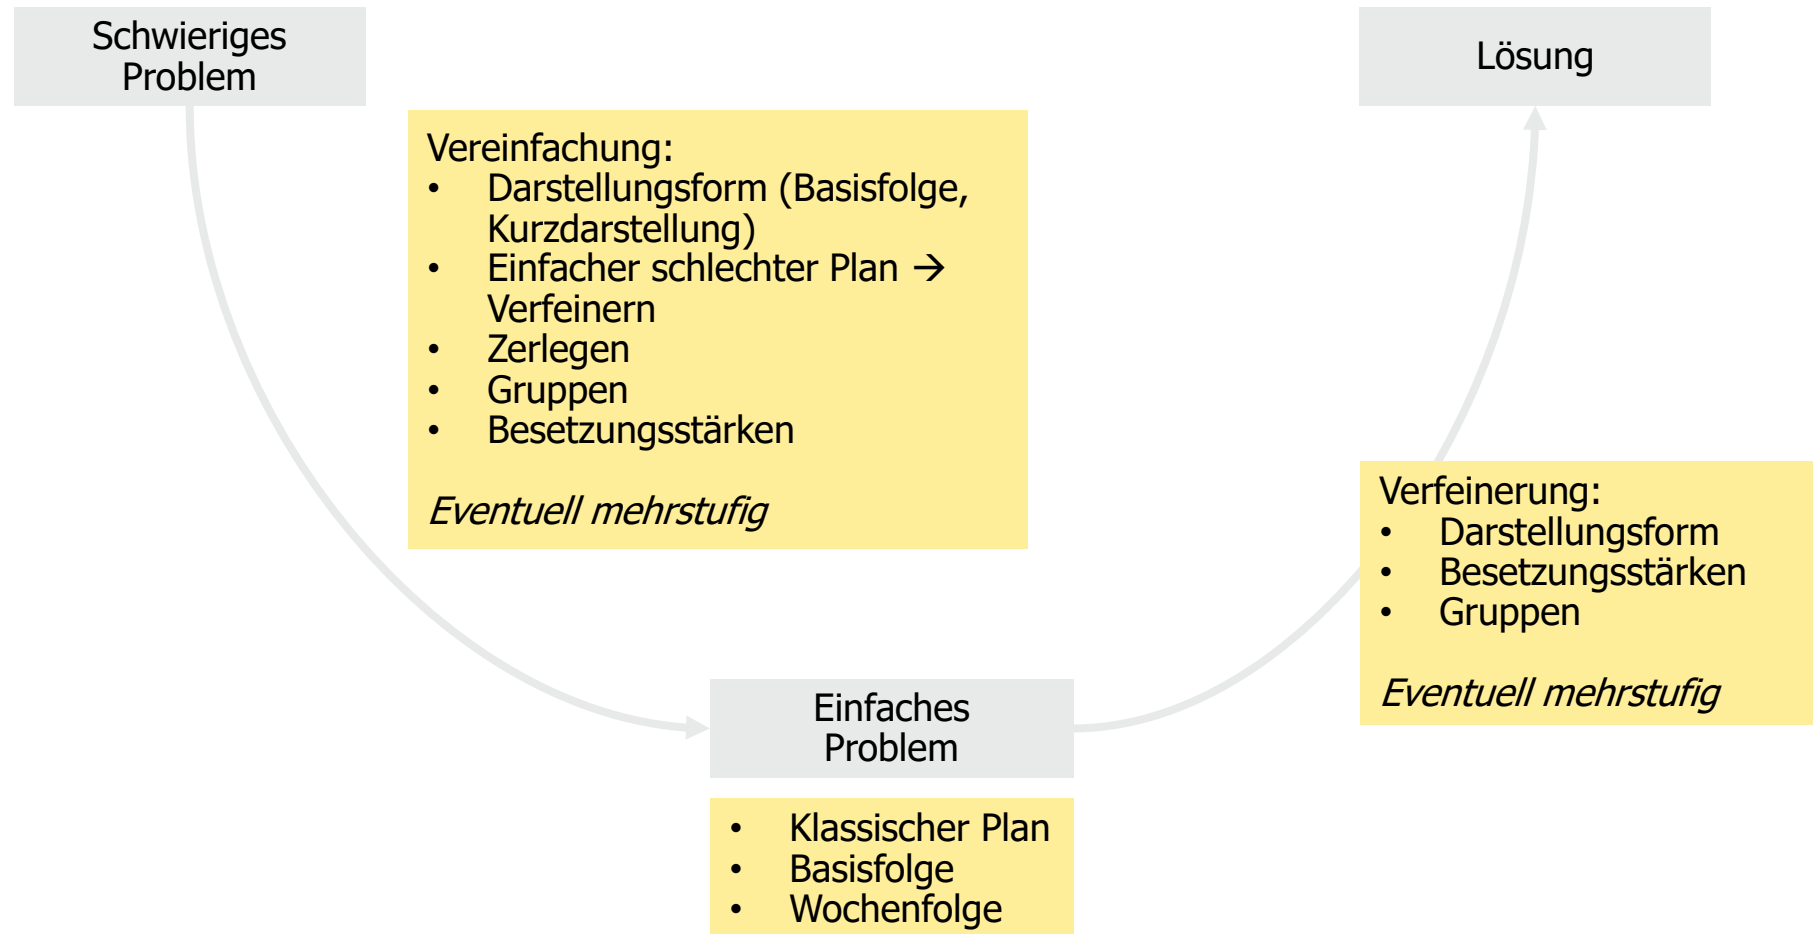 Schwieriges
Problem
Lösung
Vereinfachung:
• Darstellungsform (Basisfolge,
Kurzdarstellung)
• Einfacher schlechter Plan →
Verfeinern
• Zerlegen
• Gruppen
• Besetzungsstärken
Eventuell mehrstufig
Verfeinerung:
• Darstellungsform
• Besetzungsstärken
• Gruppen
Eventuell mehrstufig
Einfaches
Problem
• Klassischer Plan
• Basisfolge
• Wochenfolge